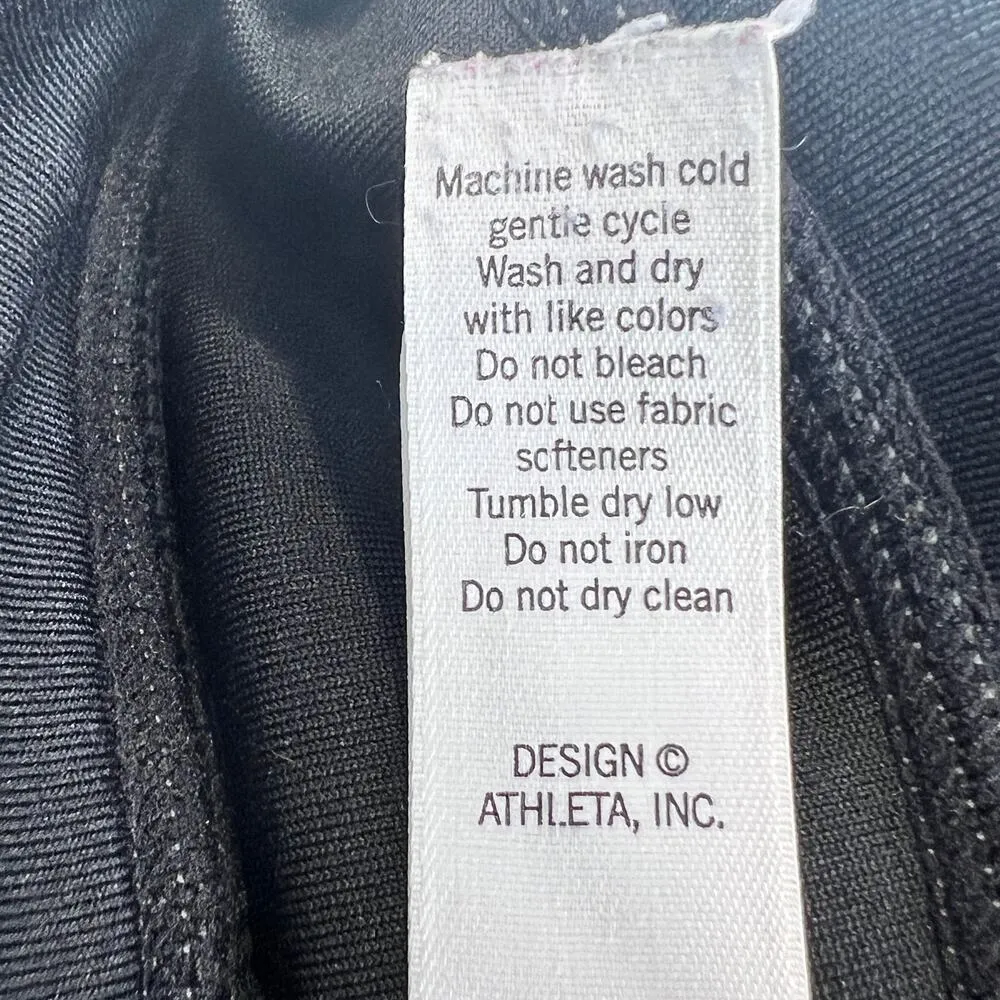 Machine wash cold
gentle cycle
Wash and dry
with like colors
Do not bleach
Do not use fabric
softeners
Tumble dry low
Do not iron
Do not dry clean
DESIGN ©
ATHLETA, INC.